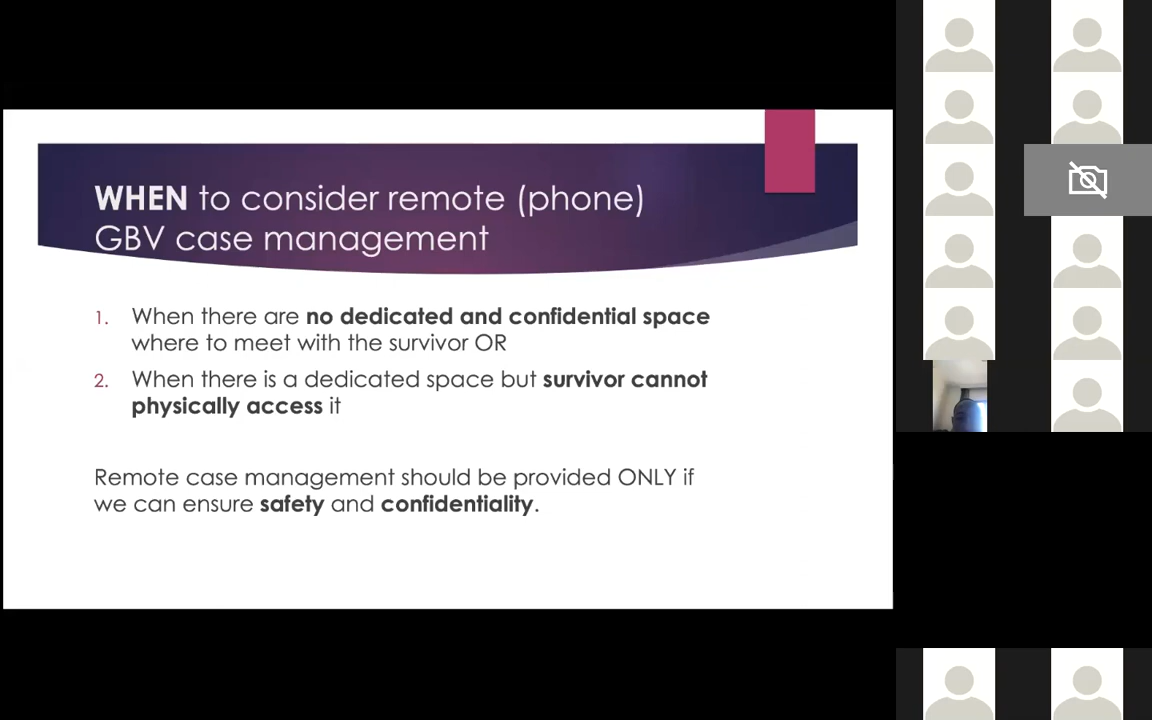 WHEN to consider remote (phone)
GBV case management
1. When there are no dedicated and confidential space
where to meet with the survivor OR
2. When there is a dedicated space but survivor cannot
physically access it
Remote case management should be provided ONLY if
we can ensure safety and confidentiality.